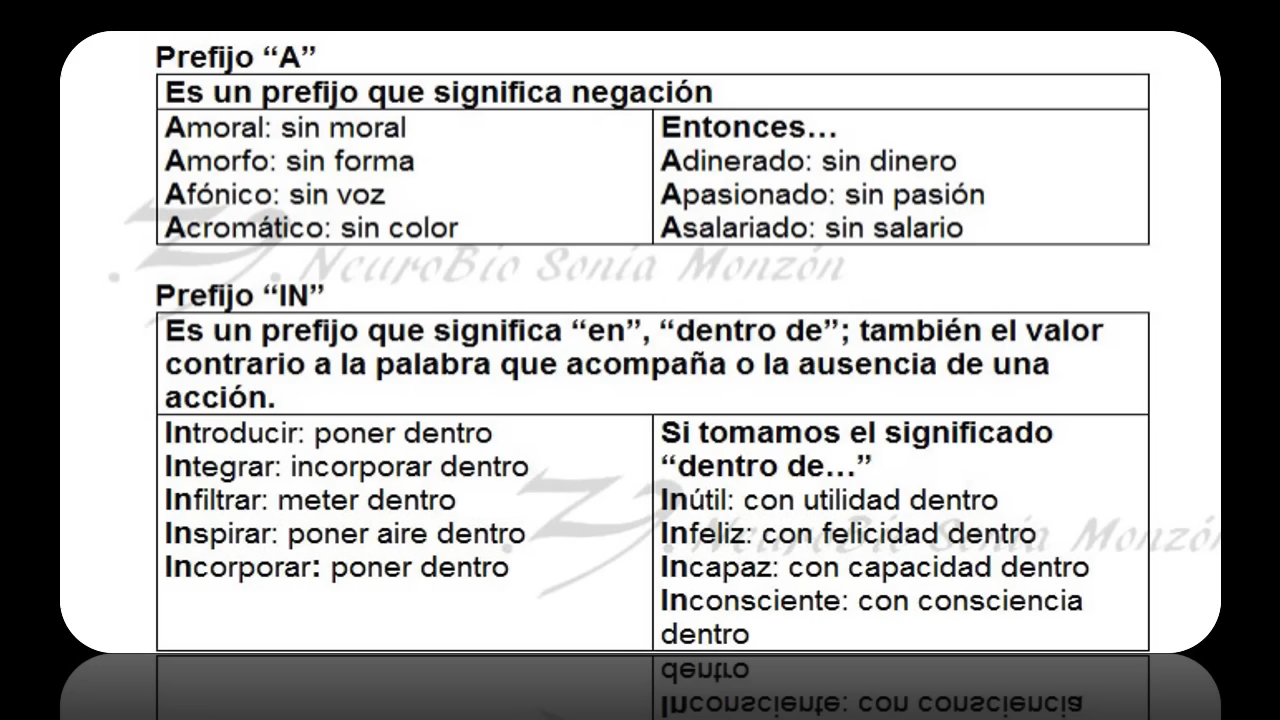 Prefijo “A”
Es un prefijo que significa negación
Amoral: sin moral
Amorfo: sin forma
Afónico: sin voz
Acromático: sin color
Entonces…
Adinerado: sin dinero
Apasionado: sin pasión
Asalariado: sin salario
NeuroBio Sonia Monzón
Prefijo “IN”
Es un prefijo que significa “en”, “dentro de”; también el valor
contrario a la palabra que acompaña o la ausencia de una
acción.
Introducir: poner dentro
Integrar: incorporar dentro
Infiltrar: meter dentro
Inspirar: poner aire dentro
Incorporar: poner dentro
Si tomamos el significado
“dentro de…”
Inútil: con utilidad dentro
Infeliz: con felicidad dentro
Incapaz: con capacidad dentro
Inconsciente: con consciencia
dentro
NeuroBio Sonia Monzón